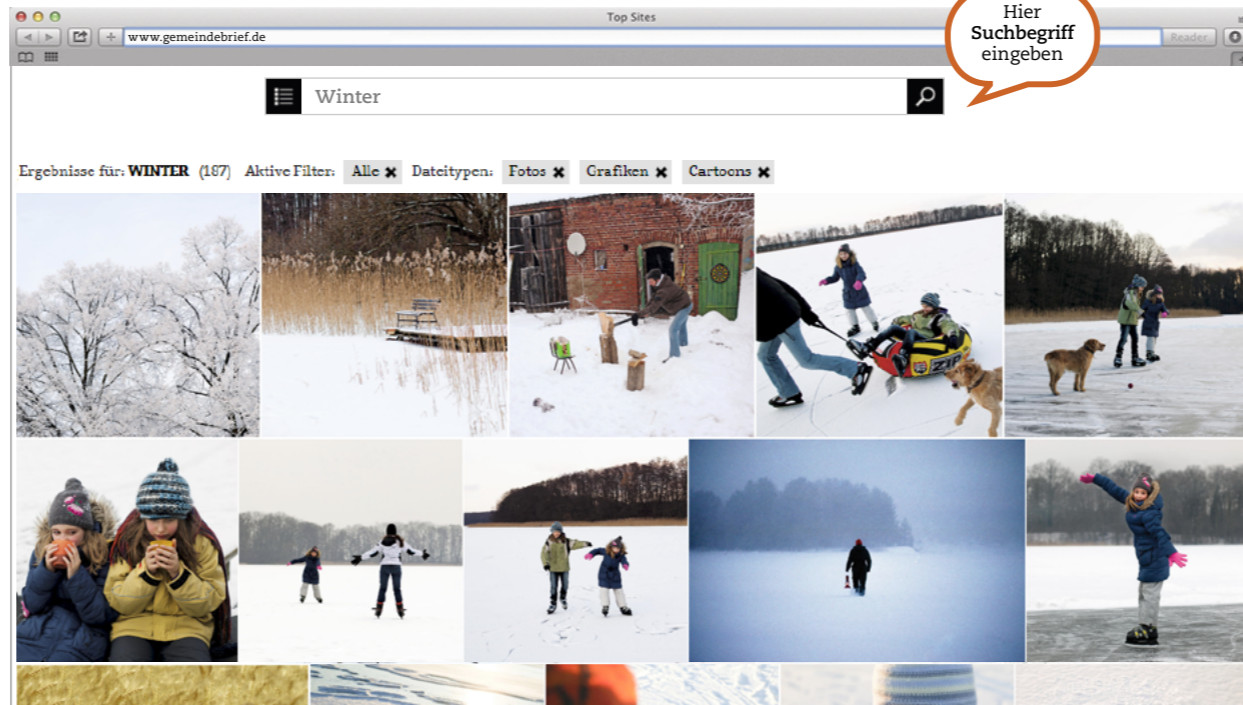 Top Sites
Hier
Suchbegriff
eingeben
www.gemeindebrief.de
Reader
Winter
Ergebnisse für: WINTER (187) Aktive Filter: Alle ✖ Dateitypen: Fotos ✖ Grafiken ✖ Cartoons ✖